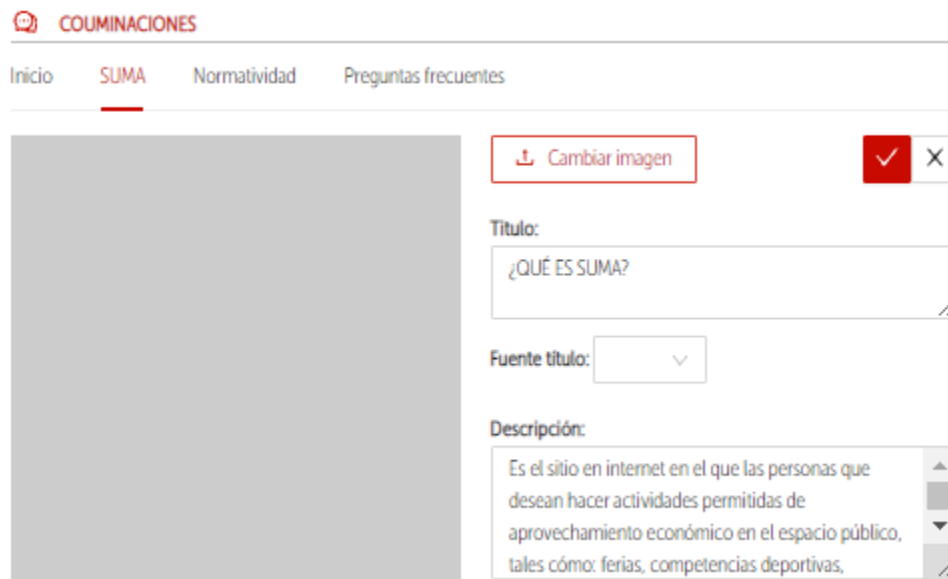 COUMINACIONES
Inicio SUMA Normatividad Preguntas frecuentes
Cambiar imagen
Título:
¿QUÉ ES SUMA?
Fuente título:
Descripción:
Es el sitio en internet en el que las personas que
desean hacer actividades permitidas de
aprovechamiento económico en el espacio público,
tales cómo: ferias, competencias deportivas,